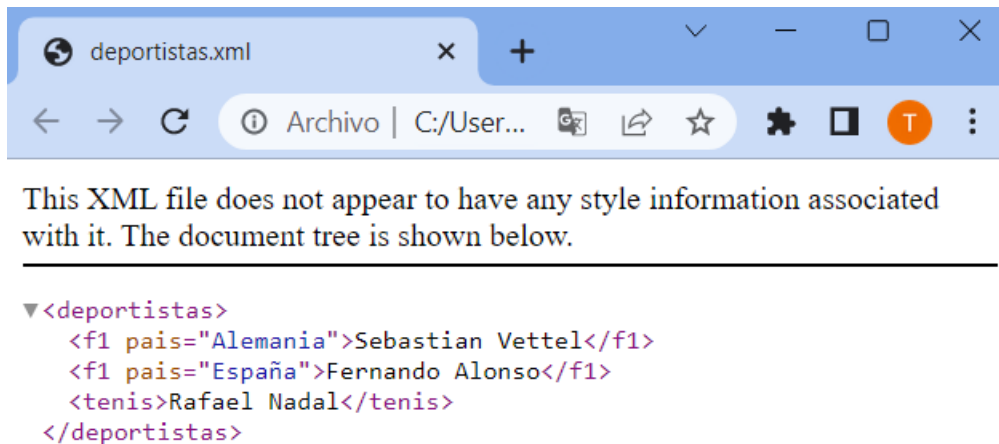 deportistas.xml
Archivo | C:/User...
T
This XML file does not appear to have any style information associated
with it. The document tree is shown below.
▼<deportistas>
<f1 pais="Alemania">Sebastian Vettel</f1>
<f1 pais="España">Fernando Alonso</f1>
<tenis>Rafael Nadal</tenis>
</deportistas>